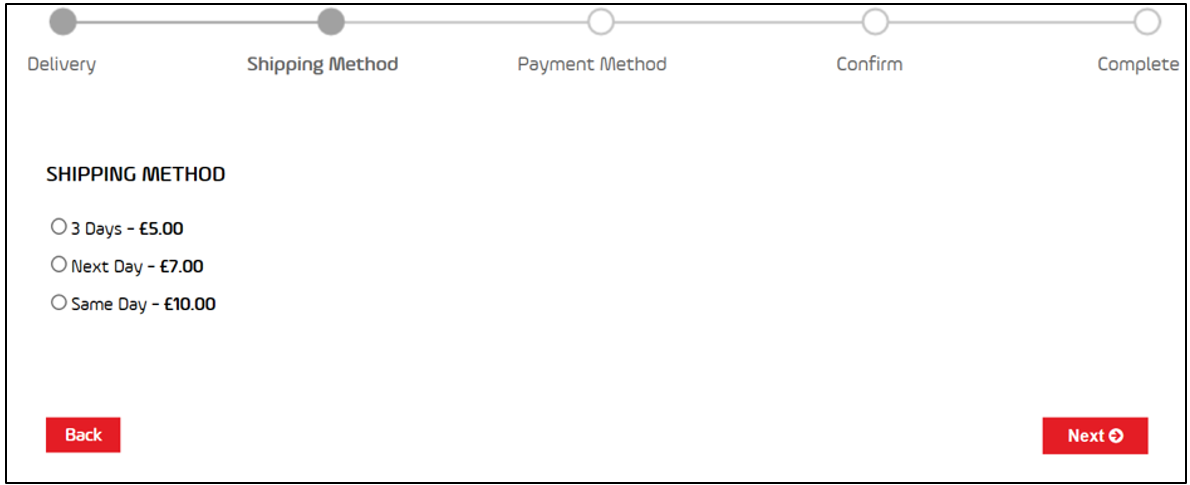 Delivery Shipping Method Payment Method Confirm Complete
SHIPPING METHOD
3 Days - £5.00
Next Day - £7.00
Same Day - £10.00
Back Next